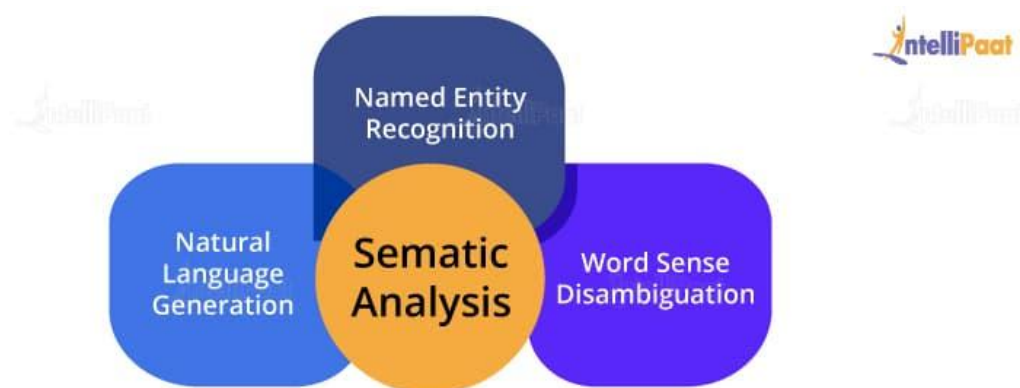 IntelliPaat
Named Entity
Recognition
Natural
Language
Generation
Sematic
Analysis
Word Sense
Disambiguation